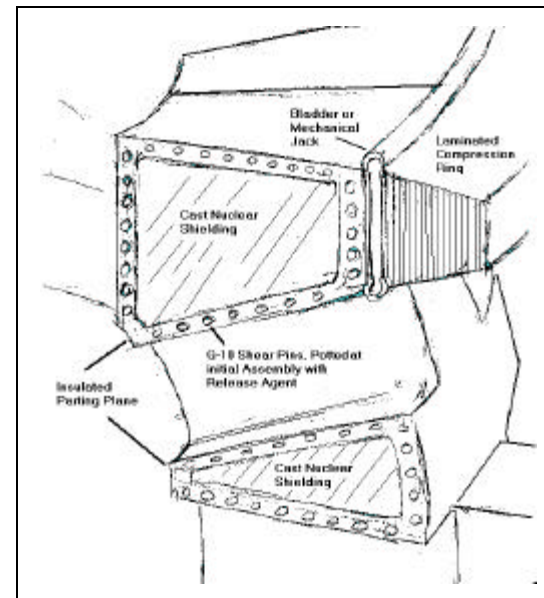 Bladder or
Mechanical
Jack
Laminated
Compression
Ring
Cast Nuclear
Shielding
G-10 Shear Pins, Potted at
initial Assembly with
Release Agent
Insulated
Parting Plane
Cast Nuclear
Shielding